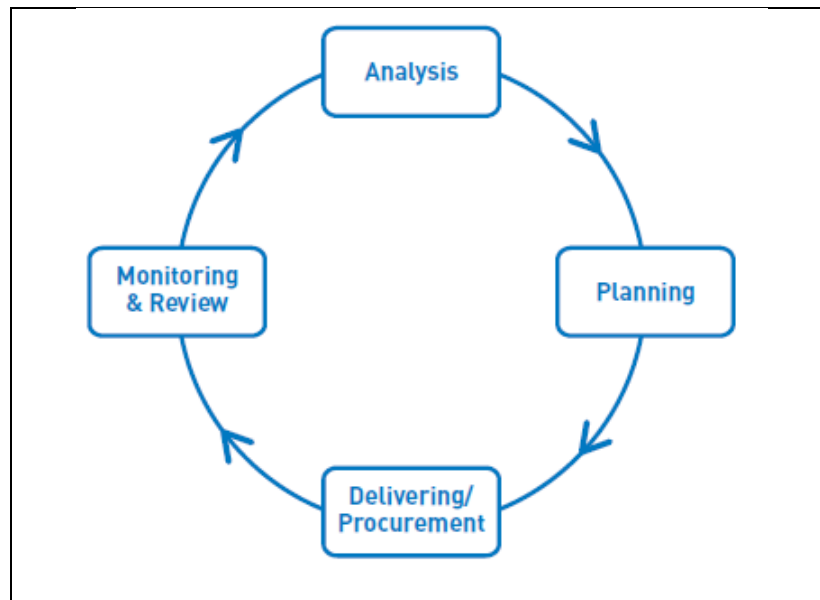 Analysis
Planning
Delivering/
Procurement
Monitoring
& Review